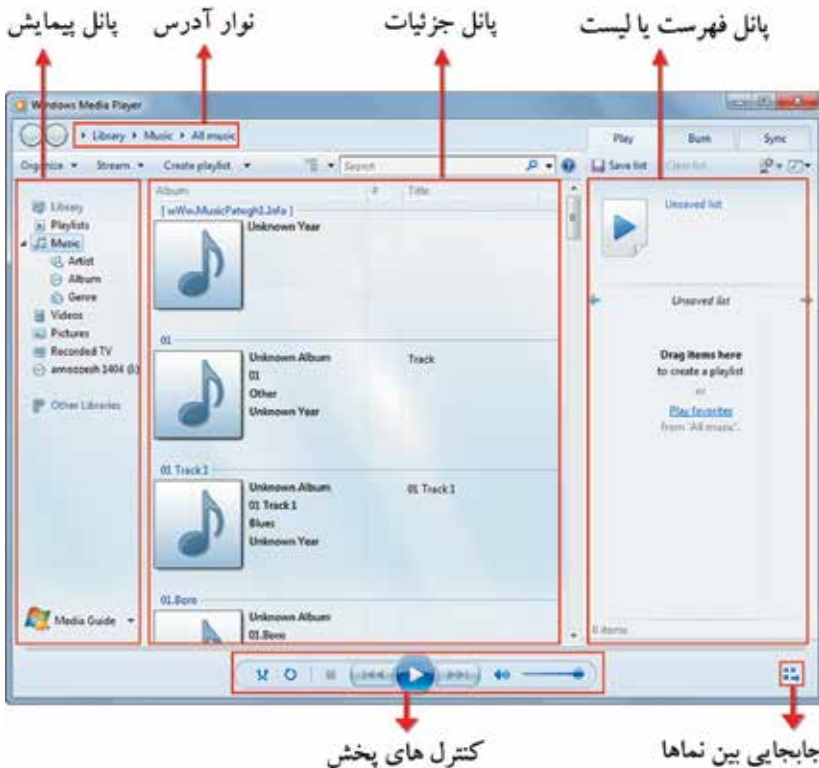 پانل پیمایش
نوار آدرس
پانل جزئیات
پانل فهرست یا لیست
Windows Media Player
Library
Music
All music
Play
Burn
Sync
Organize
Stream
Create playlist
Search
Save list
Clear list
Library
Playlists
Music
Artist
Album
Genre
Videos
Pictures
Recorded TV
amoozesh 1404
Other Libraries
Media Guide
Album
#
Title
Unknown Year
01
Unknown Album
Track
01
Other
Unknown Year
01 Track 1
Unknown Album
01 Track 1
01 Track 1
Blues
Unknown Year
01.Boro
Unknown Album
01.Boro
Unsaved list
Unsaved list
Drag items here
to create a playlist
or
Play favorites
from 'All music'.
0 items
کنترل های پخش
جابجایی بین نماها